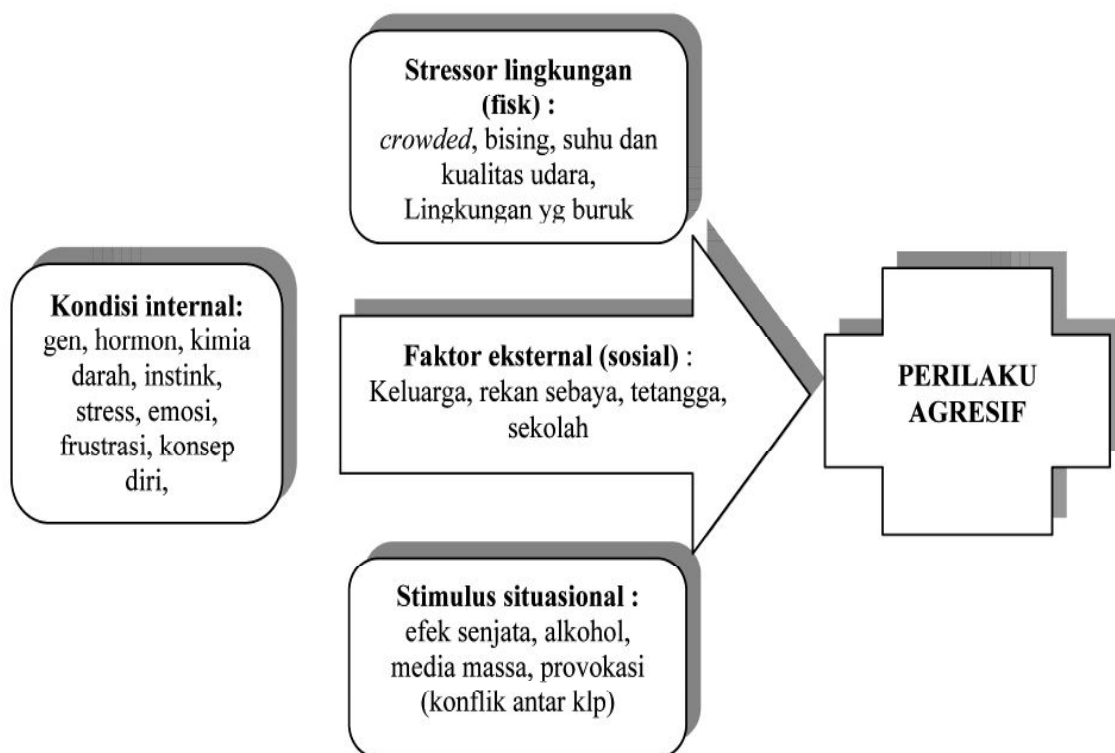 Stressor lingkungan
(fisk) :
crowded, bising, suhu dan
kualitas udara,
Lingkungan yg buruk
Kondisi internal:
gen, hormon, kimia
darah, instink,
stress, emosi,
frustrasi, konsep
diri,
Faktor eksternal (sosial) :
Keluarga, rekan sebaya, tetangga,
sekolah
PERILAKU
AGRESIF
Stimulus situasional :
efek senjata, alkohol,
media massa, provokasi
(konflik antar klp)